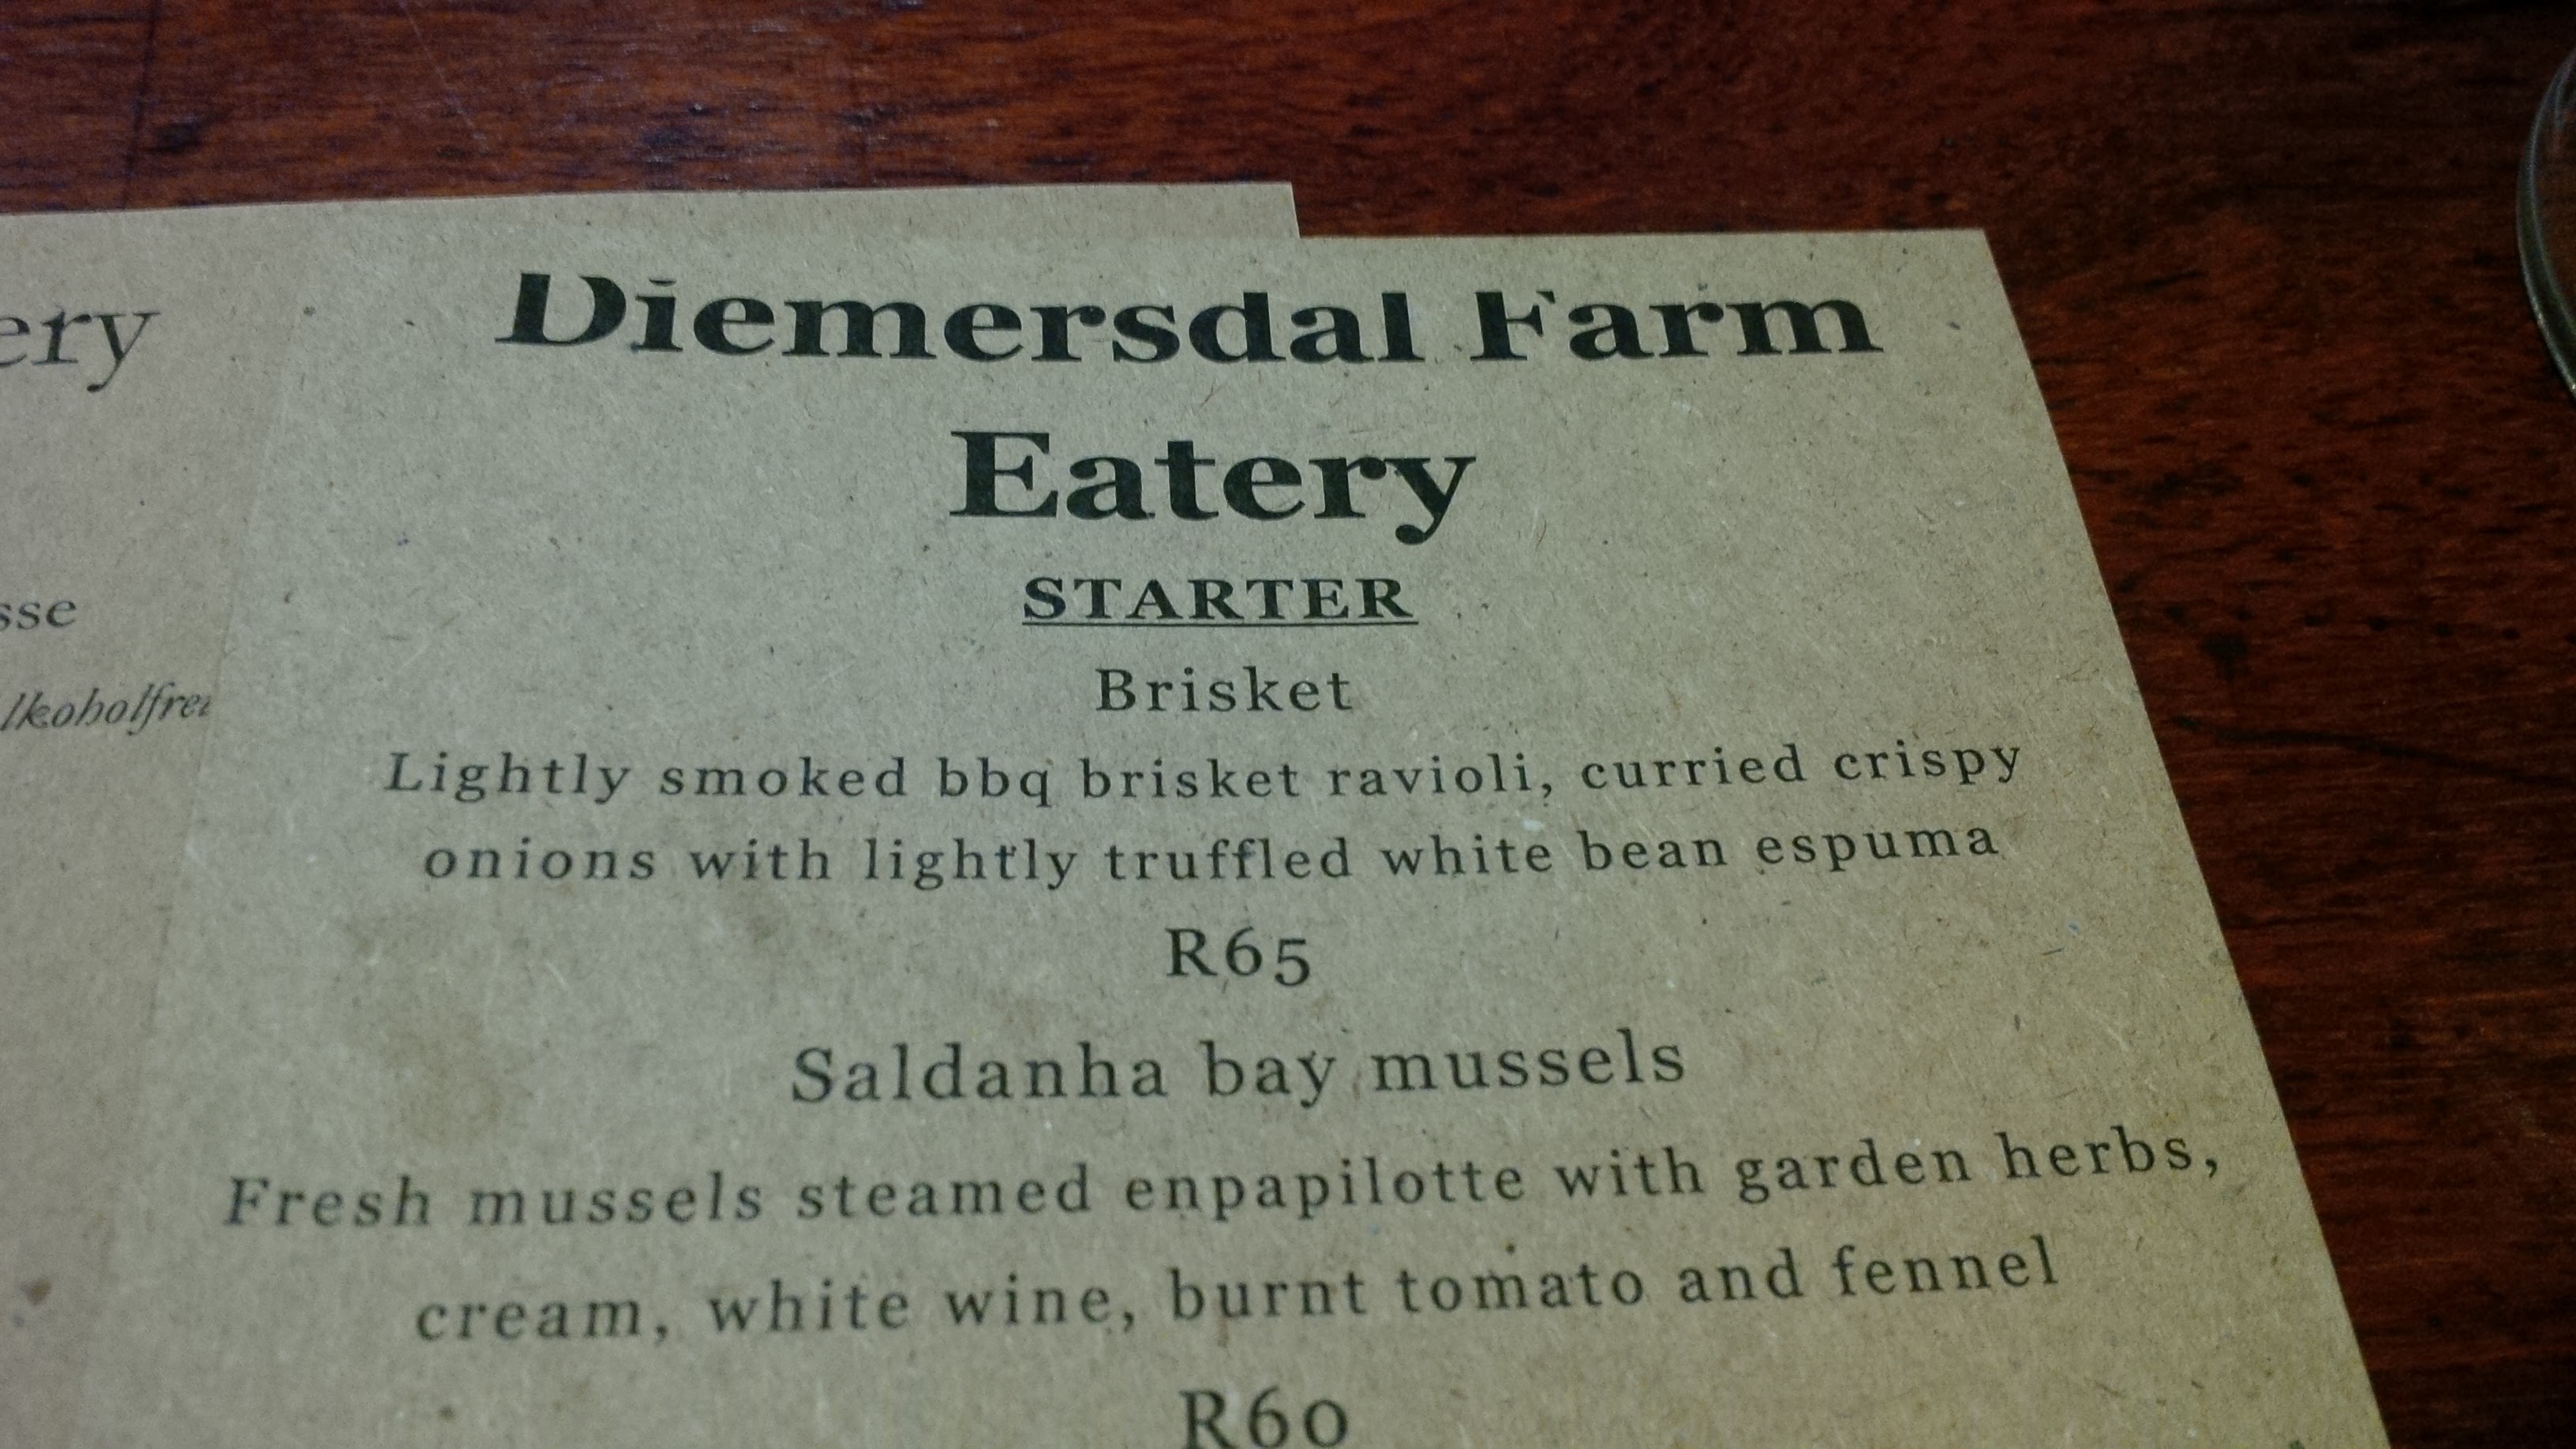 ery
sse
lkoholfrei
Diemersdal Farm
Eatery
STARTER
Brisket
Lightly smoked bbq brisket ravioli, curried crispy
onions with lightly truffled white bean espuma
R65
Saldanha bay mussels
Fresh mussels steamed enpapilotte with garden herbs,
cream, white wine, burnt tomato and fennel
R60